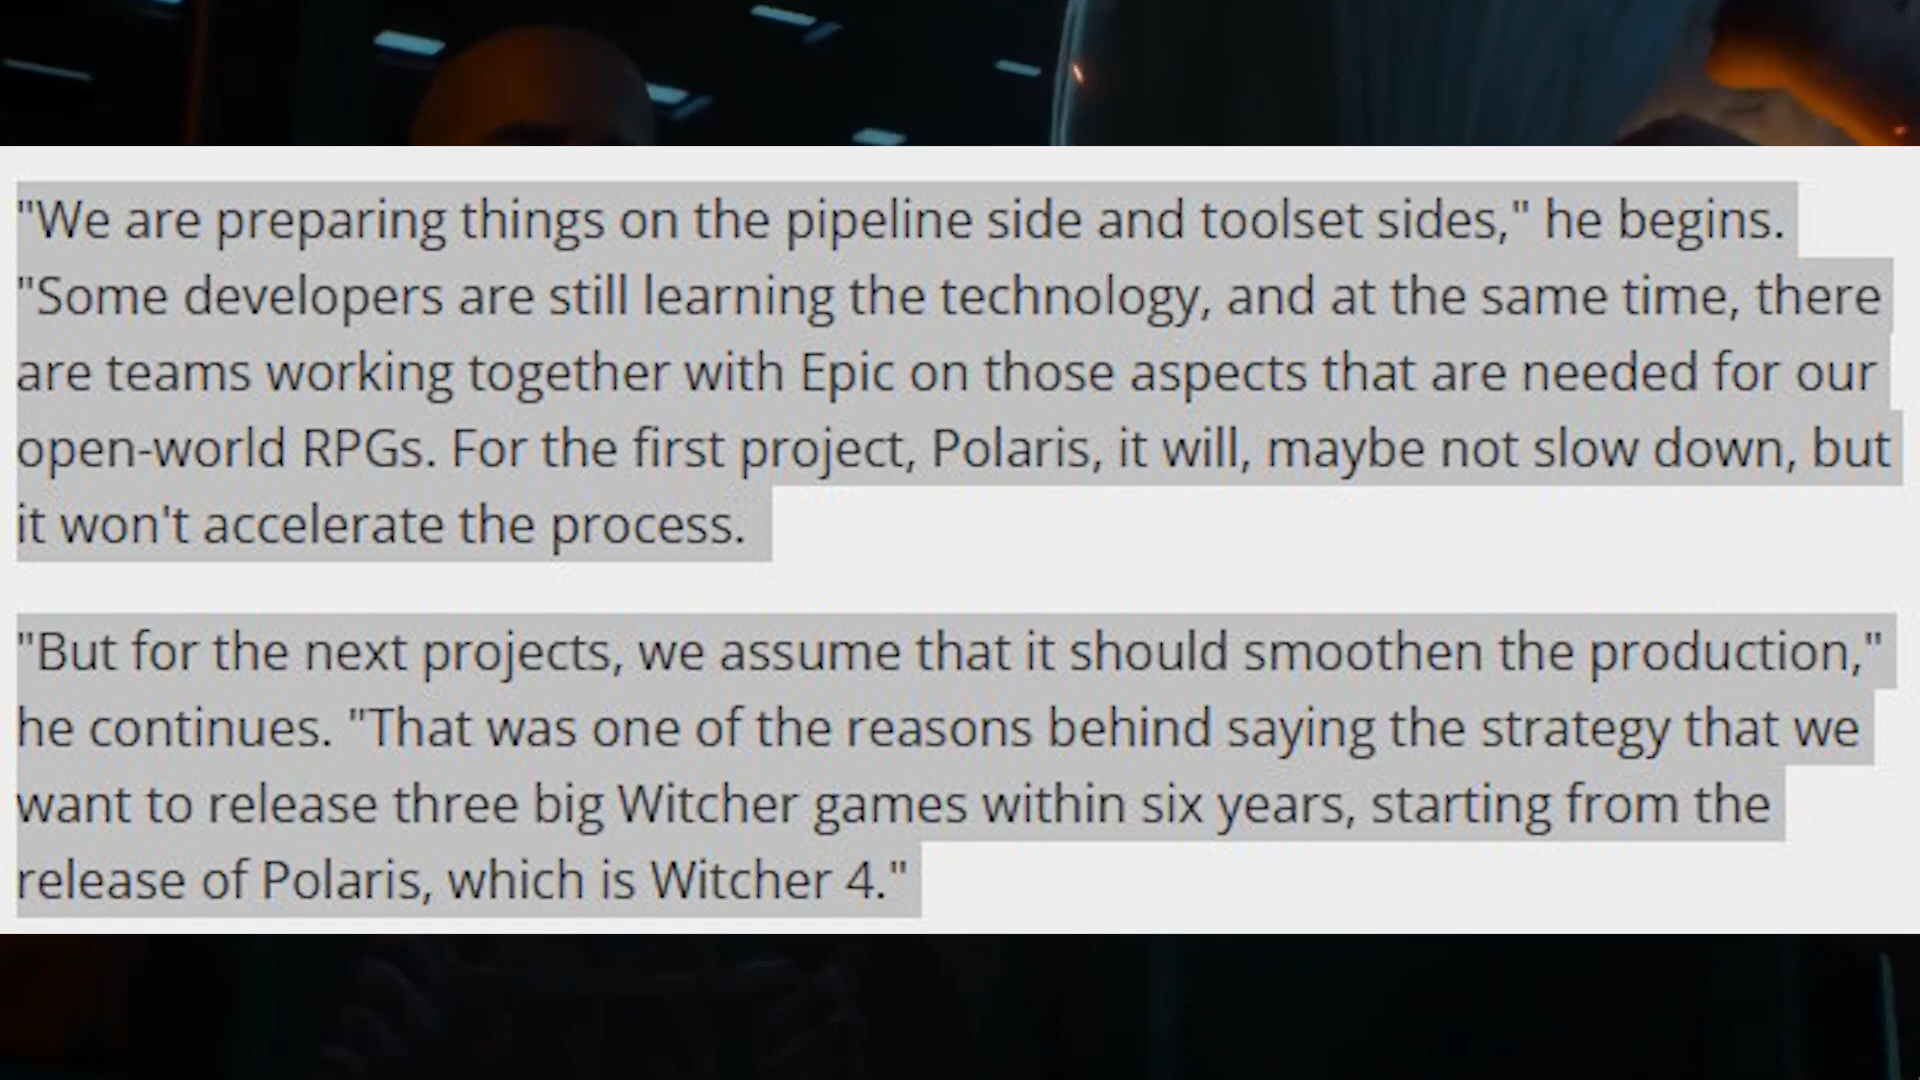 "We are preparing things on the pipeline side and toolset sides," he begins.
"Some developers are still learning the technology, and at the same time, there
are teams working together with Epic on those aspects that are needed for our
open-world RPGs. For the first project, Polaris, it will, maybe not slow down, but
it won't accelerate the process.
"But for the next projects, we assume that it should smoothen the production,"
he continues. "That was one of the reasons behind saying the strategy that we
want to release three big Witcher games within six years, starting from the
release of Polaris, which is Witcher 4."